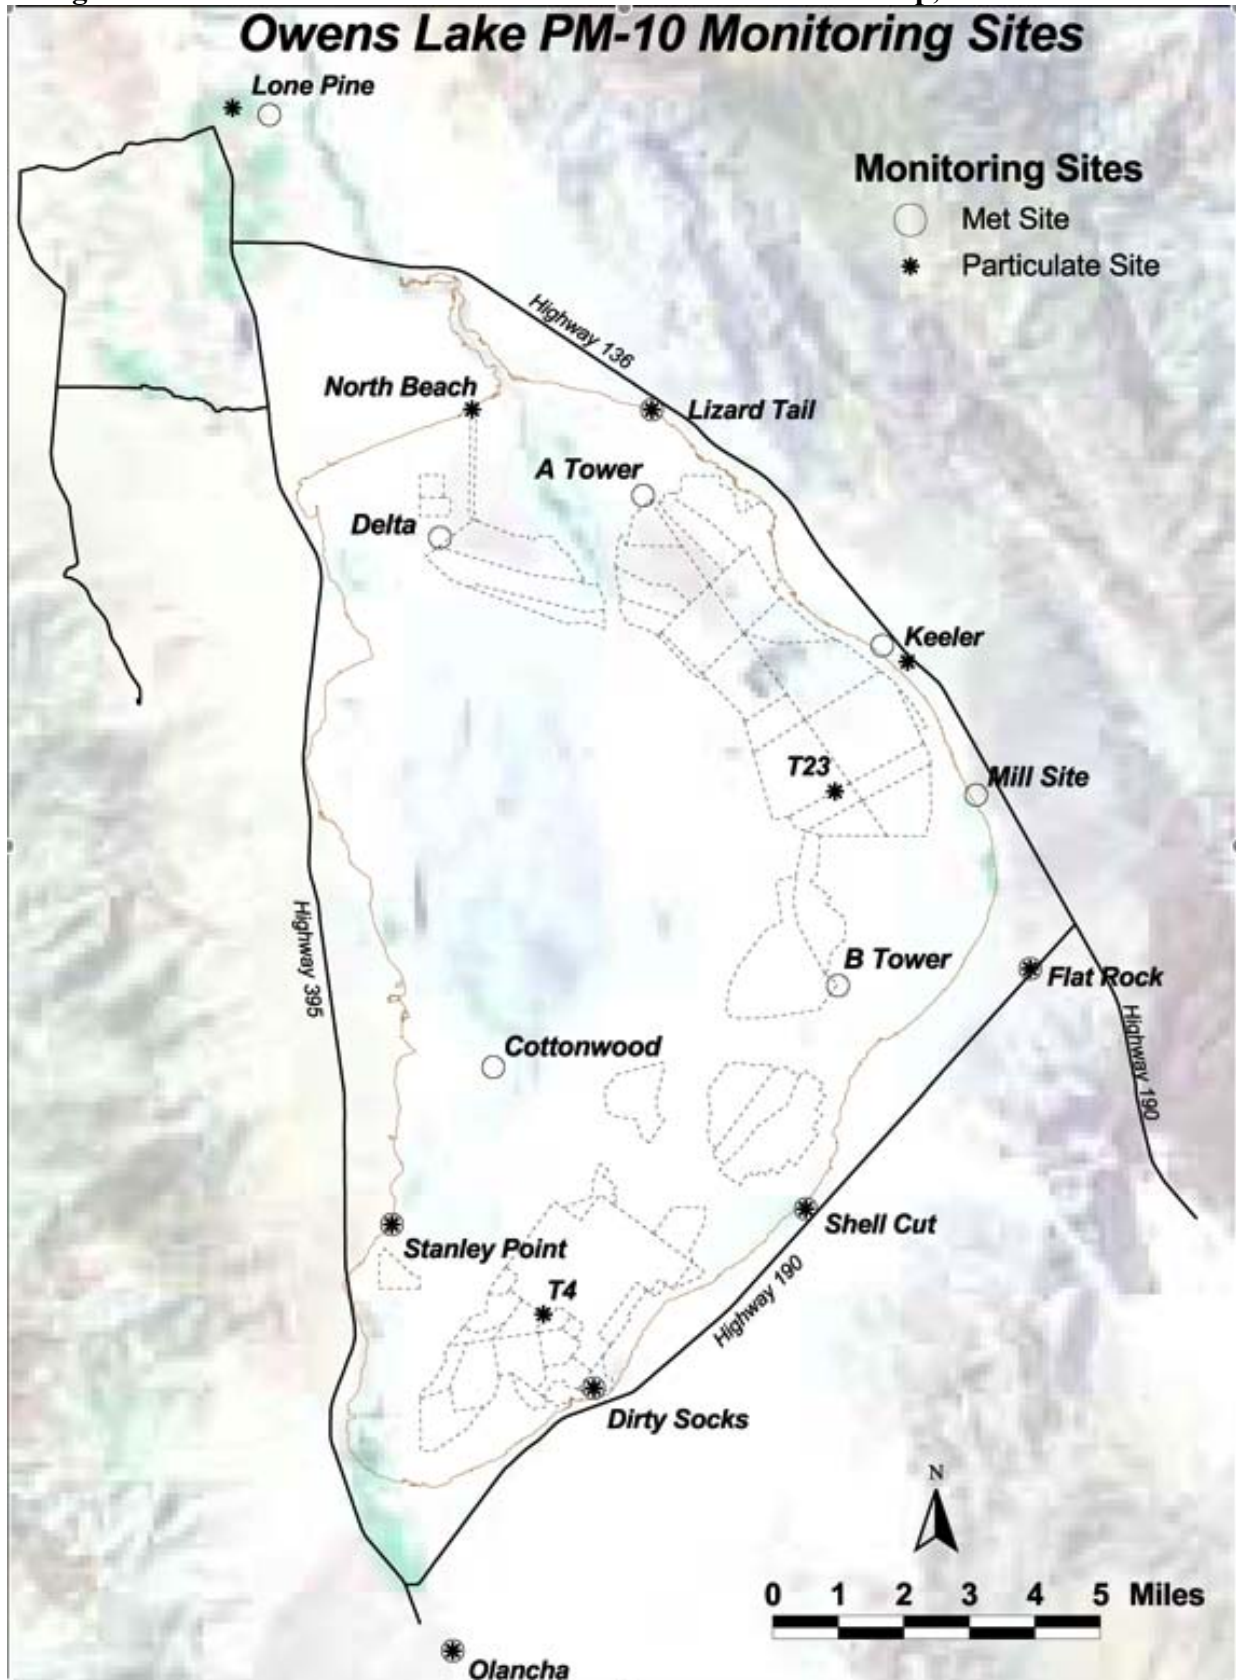 Owens Lake PM-10 Monitoring Sites
Lone Pine
Monitoring Sites
Met Site
Particulate Site
Highway 136
North Beach
Lizard Tail
A Tower
Delta
Keeler
T23
Mill Site
Highway 395
B Tower
Flat Rock
Highway 190
Cottonwood
Shell Cut
Stanley Point
T4
Highway 190
Dirty Socks
N
0 1 2 3 4 5 Miles
Olancha